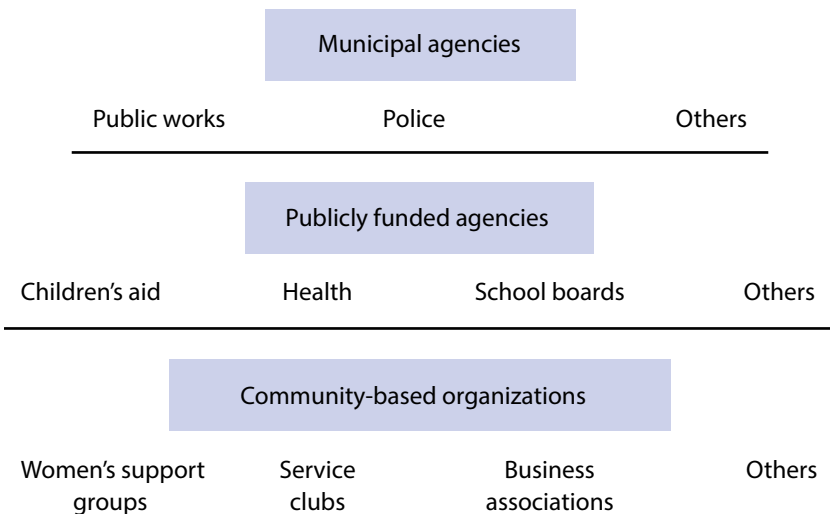 Municipal agencies
Public works Police Others
Publicly funded agencies
Children’s aid Health School boards Others
Community-based organizations
Women’s support groups
Service clubs
Business associations
Others